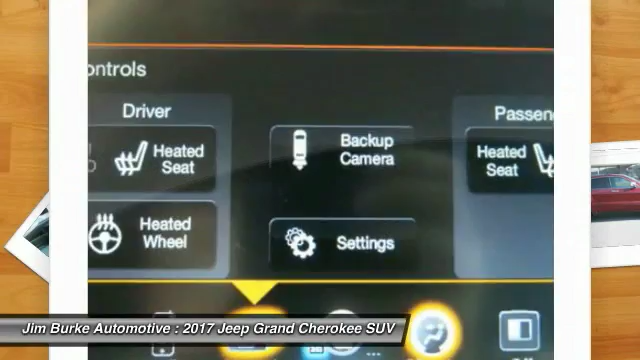 ontrols
Driver
Passen
Heated
Seat
Backup
Camera
Heated
Seat
Heated
Wheel
Settings
...
Jim Burke Automotive : 2017 Jeep Grand Cherokee SUV